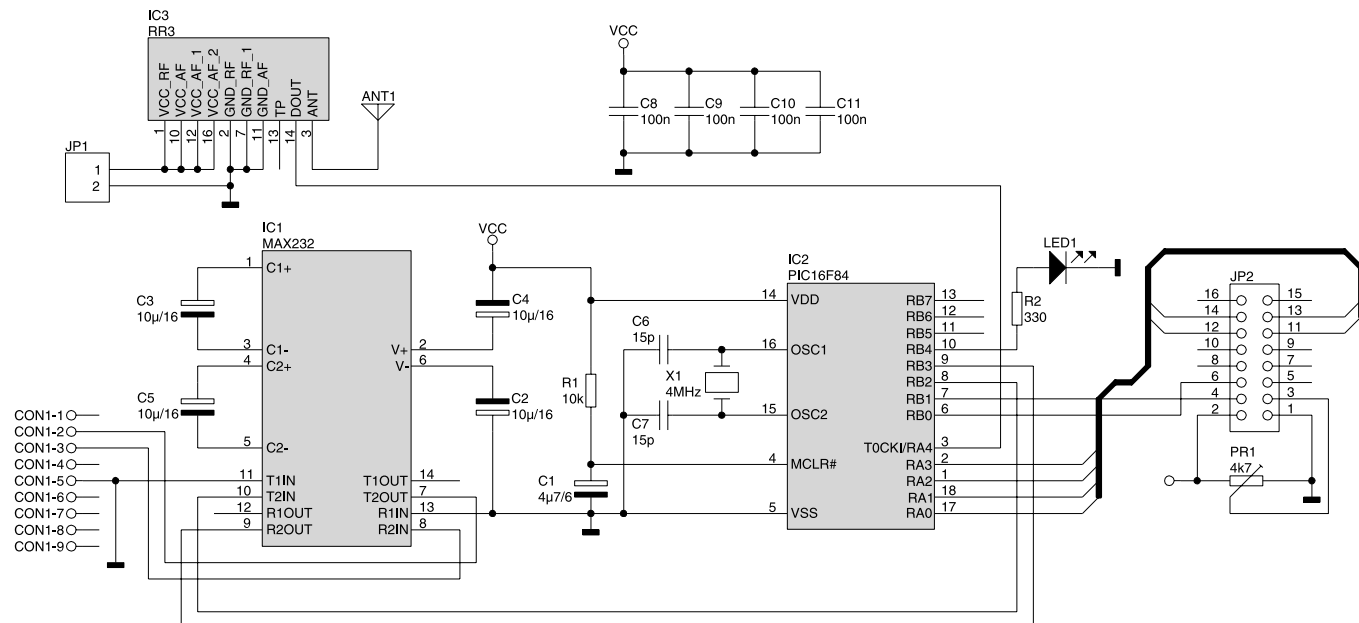 IC3
RR3
VCC_RF
VCC_AF
VCC_AF_1
VCC_AF_2
GND_RF
GND_RF_1
GND_AF
TP
DOUT
ANT
1
10
12
16
2
7
11
13
14
3
ANT1
JP1
1
2
VCC
C8
100n
C9
100n
C10
100n
C11
100n
IC1
MAX232
1 C1+
3 C1-
4 C2+
5 C2-
11 T1IN
10 T2IN
12 R1OUT
9 R2OUT
V+ 2
V- 6
T1OUT 14
T2OUT 7
R1IN 13
R2IN 8
C3
10µ/16
C5
10µ/16
VCC
C4
10µ/16
C2
10µ/16
CON1-1
CON1-2
CON1-3
CON1-4
CON1-5
CON1-6
CON1-7
CON1-8
CON1-9
R1
10k
C1
4µ7/6
C6
15p
X1
4MHz
C7
15p
IC2
PIC16F84
14 VDD
16 OSC1
15 OSC2
4 MCLR#
5 VSS
RB7 13
RB6 12
RB5 11
RB4 10
RB3 9
RB2 8
RB1 7
RB0 6
T0CKI/RA4 3
RA3 2
RA2 1
RA1 18
RA0 17
LED1
R2
330
JP2
16 15
14 13
12 11
10 9
8 7
6 5
4 3
2 1
PR1
4k7